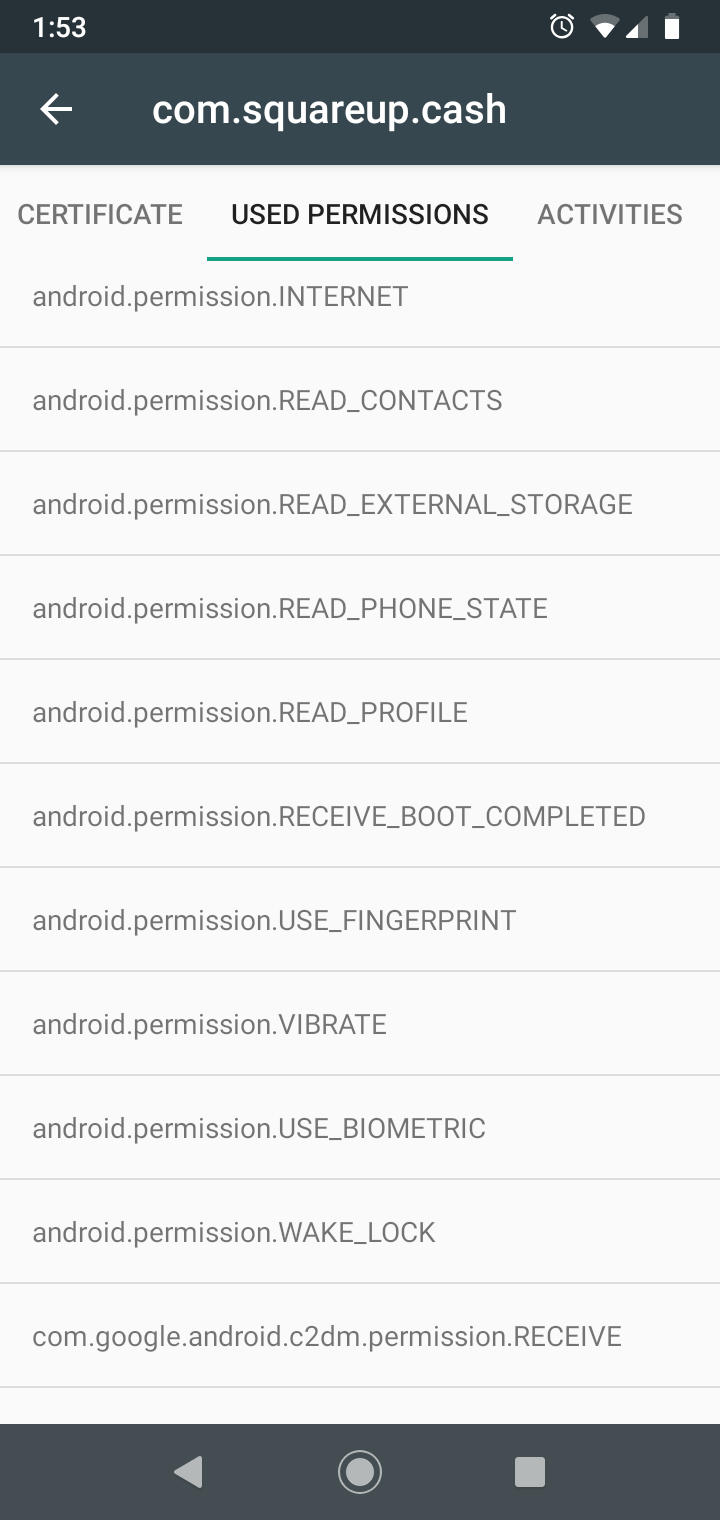 1:53
com.squareup.cash
CERTIFICATE USED PERMISSIONS ACTIVITIES
android.permission.INTERNET
android.permission.READ_CONTACTS
android.permission.READ_EXTERNAL_STORAGE
android.permission.READ_PHONE_STATE
android.permission.READ_PROFILE
android.permission.RECEIVE_BOOT_COMPLETED
android.permission.USE_FINGERPRINT
android.permission.VIBRATE
android.permission.USE_BIOMETRIC
android.permission.WAKE_LOCK
com.google.android.c2dm.permission.RECEIVE